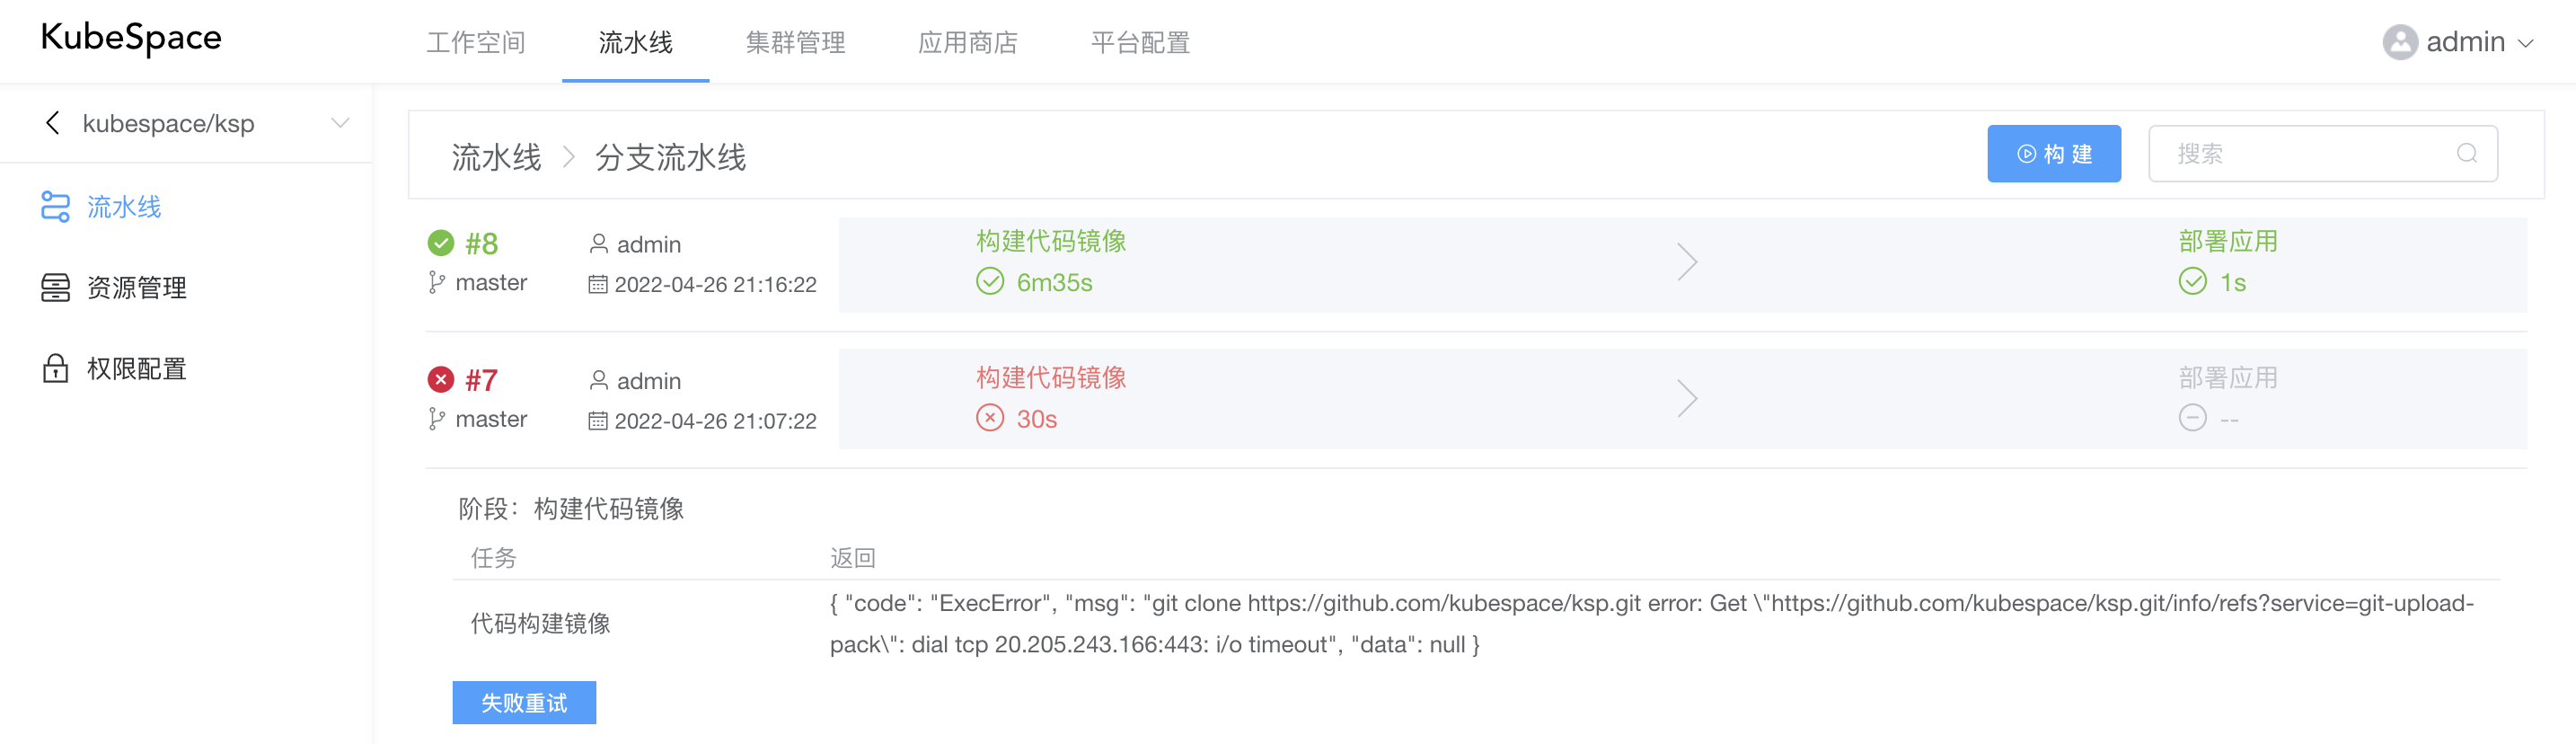 KubeSpace
工作空间 流水线 集群管理 应用商店 平台配置
admin
kubespace/ksp
流水线
资源管理
权限配置
流水线 > 分支流水线
构 建
搜索
#8 admin 构建代码镜像 部署应用
master 2022-04-26 21:16:22 6m35s 1s
#7 admin 构建代码镜像 部署应用
master 2022-04-26 21:07:22 30s --
阶段：构建代码镜像
任务 返回
代码构建镜像
{ "code": "ExecError", "msg": "git clone https://github.com/kubespace/ksp.git error: Get \"https://github.com/kubespace/ksp.git/info/refs?service=git-upload-
pack\": dial tcp 20.205.243.166:443: i/o timeout", "data": null }
失败重试